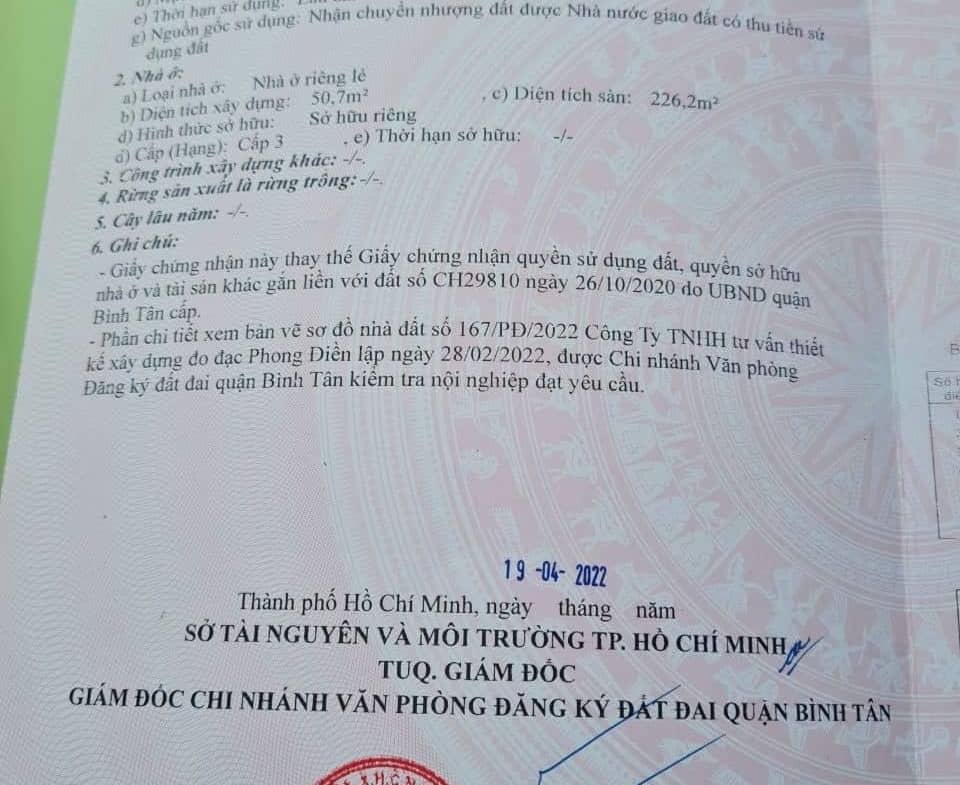 e) Thời hạn sử dụng:
g) Nguồn gốc sử dụng: Nhận chuyển nhượng đất được Nhà nước giao đất có thu tiền sử
dụng đất
2. Nhà ở:
a) Loại nhà ở: Nhà ở riêng lẻ
b) Diện tích xây dựng: 50,7m² , c) Diện tích sàn: 226,2m²
d) Hình thức sở hữu: Sở hữu riêng
đ) Cấp (Hạng): Cấp 3 , e) Thời hạn sở hữu: -/-
3. Công trình xây dựng khác: -/-.
4. Rừng sản xuất là rừng trồng: -/-.
5. Cây lâu năm: -/-.
6. Ghi chú:
- Giấy chứng nhận này thay thế Giấy chứng nhận quyền sử dụng đất, quyền sở hữu
nhà ở và tài sản khác gắn liền với đất số CH29810 ngày 26/10/2020 do UBND quận
Bình Tân cấp.
- Phần chi tiết xem bản vẽ sơ đồ nhà đất số 167/PĐ/2022 Công Ty TNHH tư vấn thiết
kế xây dựng đo đạc Phong Điền lập ngày 28/02/2022, được Chi nhánh Văn phòng
Đăng ký đất đai quận Bình Tân kiểm tra nội nghiệp đạt yêu cầu.
19 -04- 2022
Thành phố Hồ Chí Minh, ngày tháng năm
SỞ TÀI NGUYÊN VÀ MÔI TRƯỜNG TP. HỒ CHÍ MINH
TUQ. GIÁM ĐỐC
GIÁM ĐỐC CHI NHÁNH VĂN PHÒNG ĐĂNG KÝ ĐẤT ĐAI QUẬN BÌNH TÂN
X.H.C.N
Số